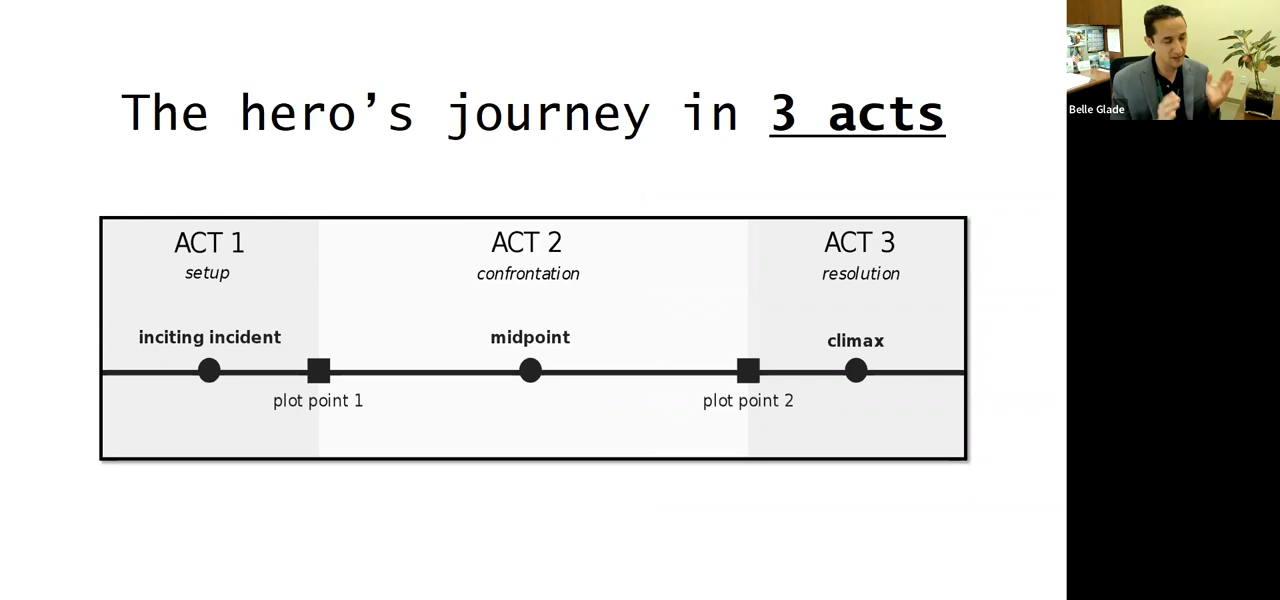 The hero’s journey in 3 acts
ACT 1
setup
ACT 2
confrontation
ACT 3
resolution
inciting incident
midpoint
climax
plot point 1
plot point 2
Belle Glade